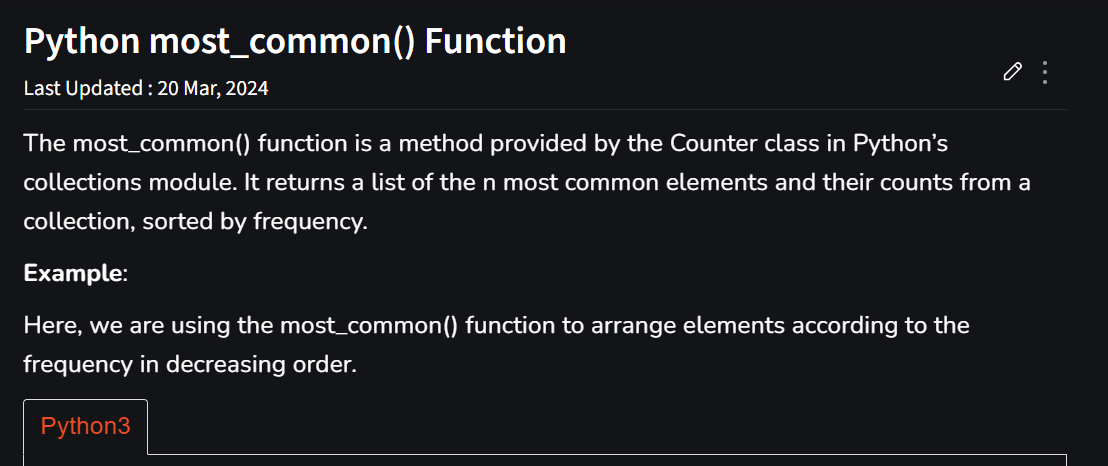 Python most_common() Function
Last Updated : 20 Mar, 2024
The most_common() function is a method provided by the Counter class in Python’s
collections module. It returns a list of the n most common elements and their counts from a
collection, sorted by frequency.
Example:
Here, we are using the most_common() function to arrange elements according to the
frequency in decreasing order.
Python3